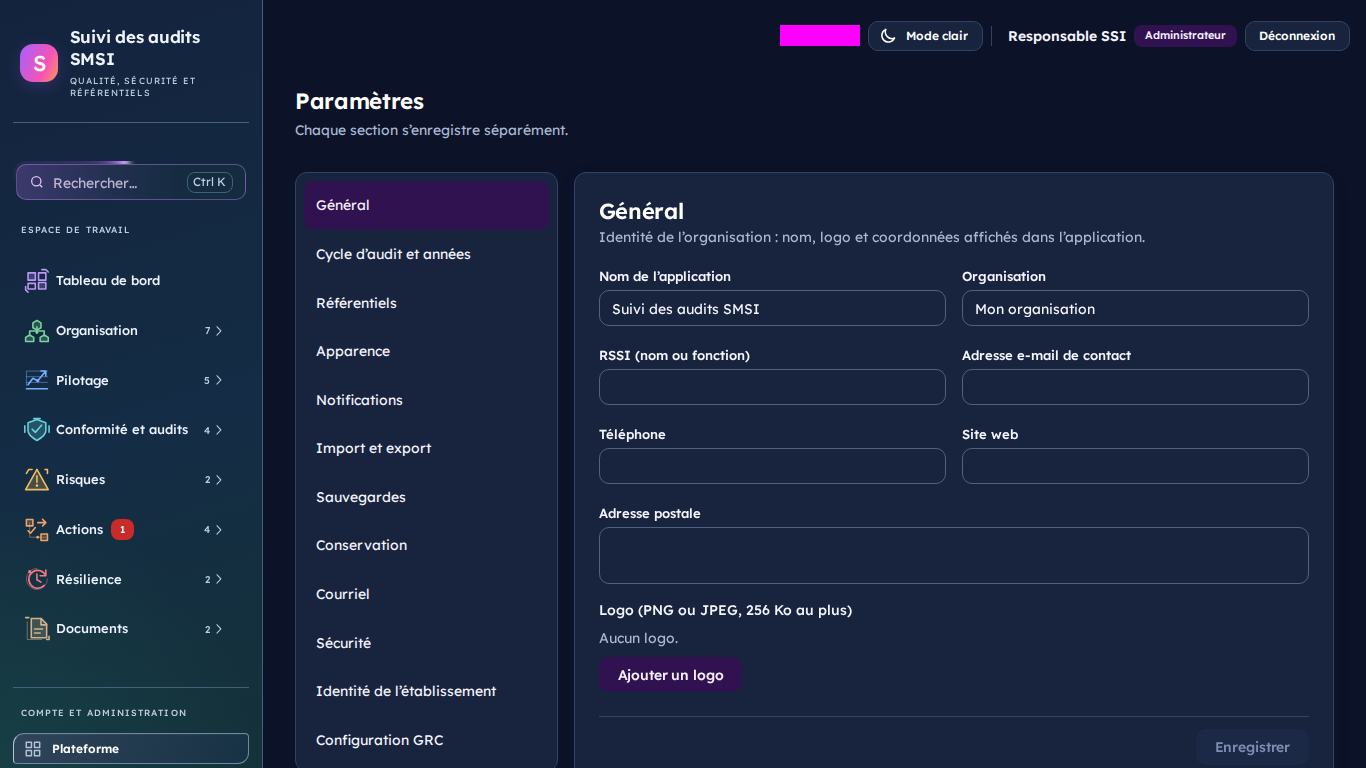 S
Suivi des audits
SMSI
QUALITÉ, SÉCURITÉ ET
RÉFÉRENTIELS
Rechercher...
Ctrl K
ESPACE DE TRAVAIL
Tableau de bord
Organisation 7
Pilotage 5
Conformité et audits 4
Risques 2
Actions 1 4
Résilience 2
Documents 2
COMPTE ET ADMINISTRATION
Plateforme
Mode clair
Responsable SSI
Administrateur
Déconnexion
Paramètres
Chaque section s’enregistre séparément.
Général
Cycle d’audit et années
Référentiels
Apparence
Notifications
Import et export
Sauvegardes
Conservation
Courriel
Sécurité
Identité de l’établissement
Configuration GRC
Général
Identité de l’organisation : nom, logo et coordonnées affichés dans l’application.
Nom de l’application
Suivi des audits SMSI
Organisation
Mon organisation
RSSI (nom ou fonction)
Adresse e-mail de contact
Téléphone
Site web
Adresse postale
Logo (PNG ou JPEG, 256 Ko au plus)
Aucun logo.
Ajouter un logo
Enregistrer